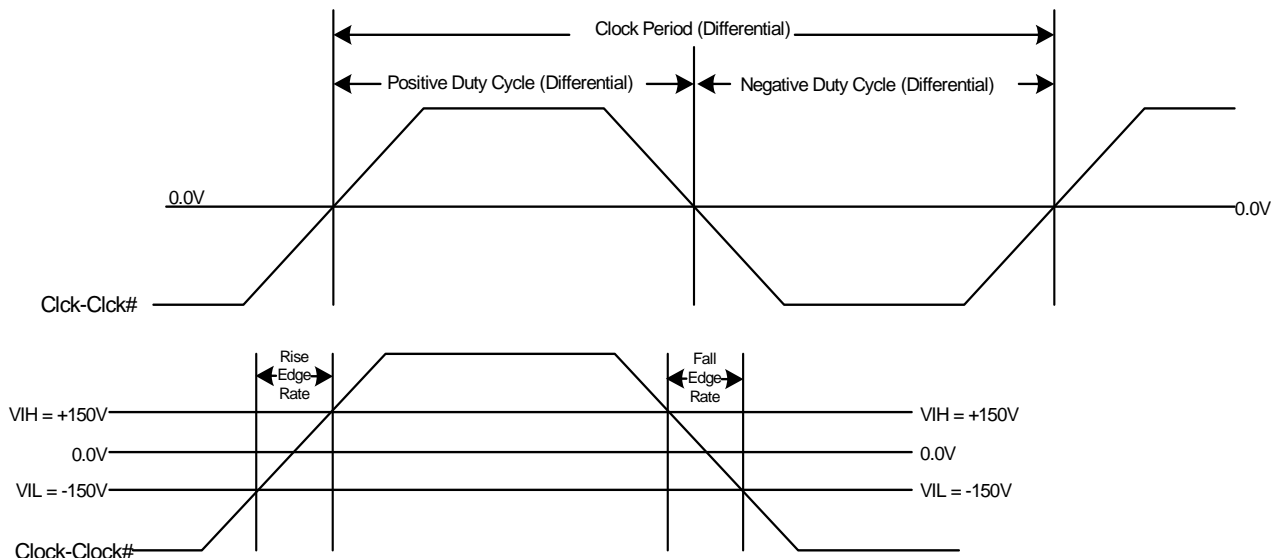 Clock Period (Differential)
Positive Duty Cycle (Differential)
Negative Duty Cycle (Differential)
0.0V
0.0V
Clck-Clck#
Rise
Edge
Rate
Fall
Edge
Rate
VIH = +150V
VIH = +150V
0.0V
0.0V
VIL = -150V
VIL = -150V
Clock-Clock#